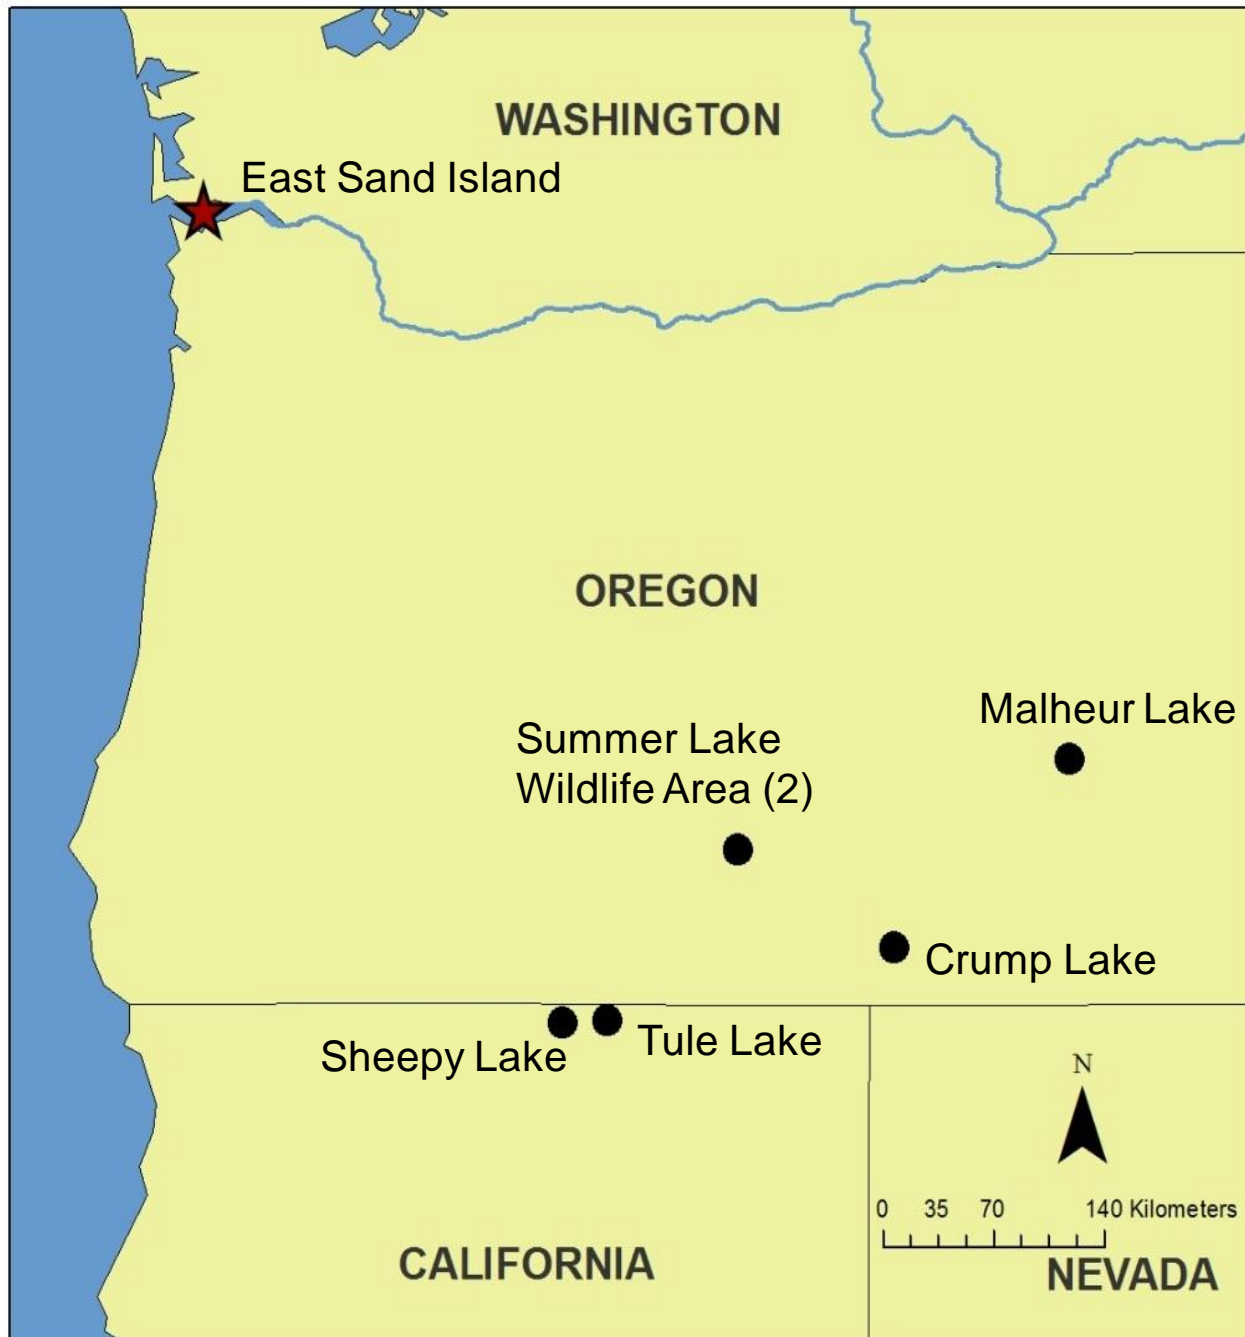 WASHINGTON
East Sand Island
OREGON
Malheur Lake
Summer Lake
Wildlife Area (2)
Crump Lake
Sheepy Lake
Tule Lake
N
0 35 70 140 Kilometers
CALIFORNIA
NEVADA